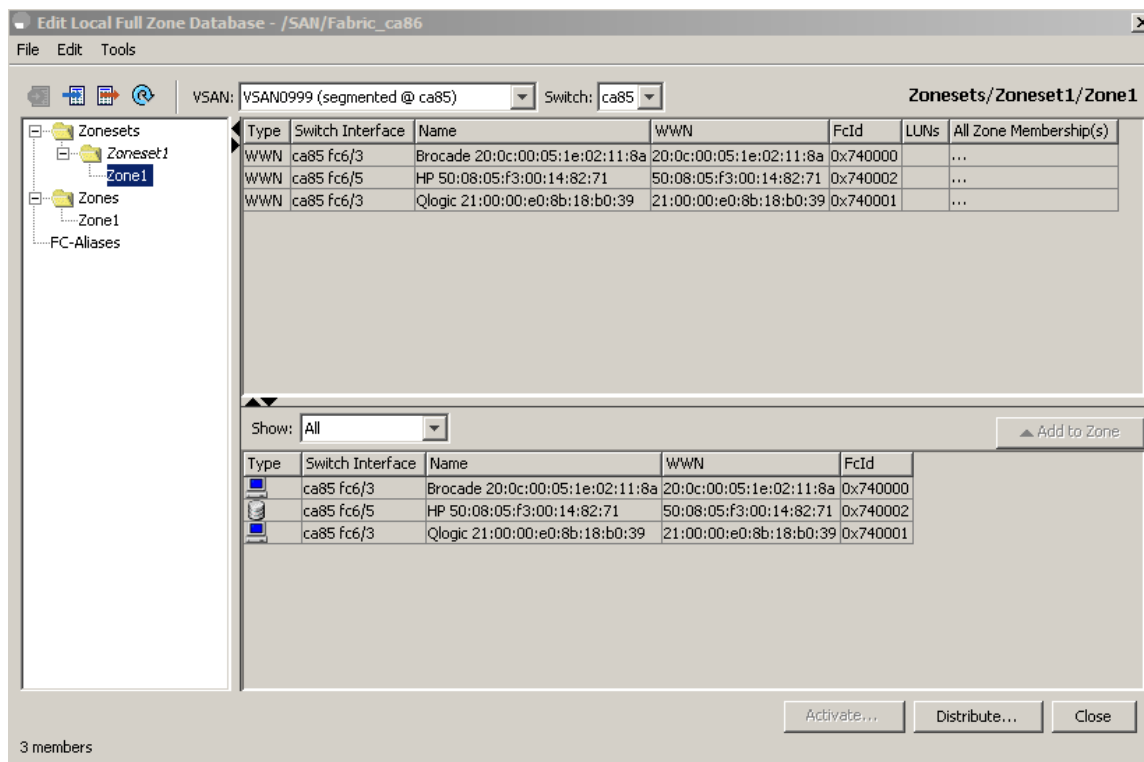 Edit Local Full Zone Database - /SAN/Fabric_ca86
File Edit Tools
VSAN: VSAN0999 (segmented @ ca85) Switch: ca85 Zonesets/Zoneset1/Zone1
Zonesets
Zoneset1
Zone1
Zones
Zone1
FC-Aliases
Type Switch Interface Name WWN FcId LUNs All Zone Membership(s)
WWN ca85 fc6/3 Brocade 20:0c:00:05:1e:02:11:8a 20:0c:00:05:1e:02:11:8a 0x740000 ...
WWN ca85 fc6/5 HP 50:08:05:f3:00:14:82:71 50:08:05:f3:00:14:82:71 0x740002 ...
WWN ca85 fc6/3 Qlogic 21:00:00:e0:8b:18:b0:39 21:00:00:e0:8b:18:b0:39 0x740001 ...
Show: All Add to Zone
Type Switch Interface Name WWN FcId
ca85 fc6/3 Brocade 20:0c:00:05:1e:02:11:8a 20:0c:00:05:1e:02:11:8a 0x740000
ca85 fc6/5 HP 50:08:05:f3:00:14:82:71 50:08:05:f3:00:14:82:71 0x740002
ca85 fc6/3 Qlogic 21:00:00:e0:8b:18:b0:39 21:00:00:e0:8b:18:b0:39 0x740001
Activate... Distribute... Close
3 members